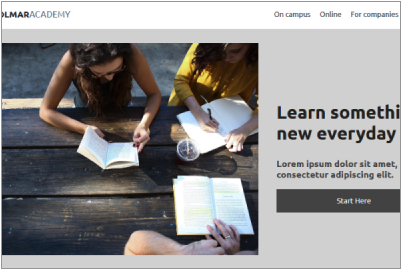 OLMARACADEMY
On campus Online For companies
Learn somethi
new everyday
Lorem ipsum dolor sit amet,
consectetur adipiscing elit.
Start Here